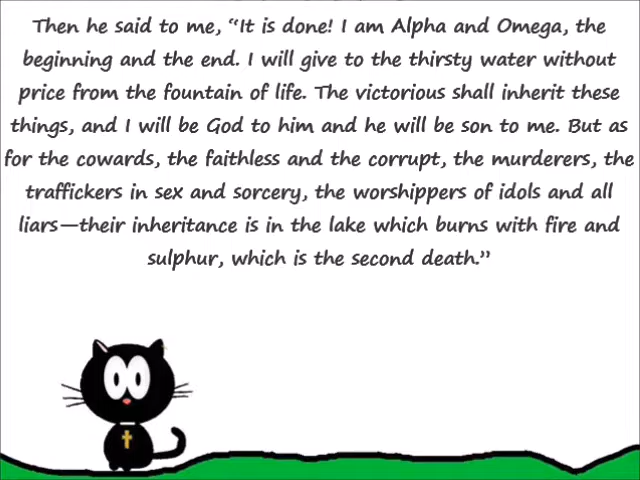 Then he said to me, “It is done! I am Alpha and Omega, the
beginning and the end. I will give to the thirsty water without
price from the fountain of life. The victorious shall inherit these
things, and I will be God to him and he will be son to me. But as
for the cowards, the faithless and the corrupt, the murderers, the
traffickers in sex and sorcery, the worshippers of idols and all
liars—their inheritance is in the lake which burns with fire and
sulphur, which is the second death.”